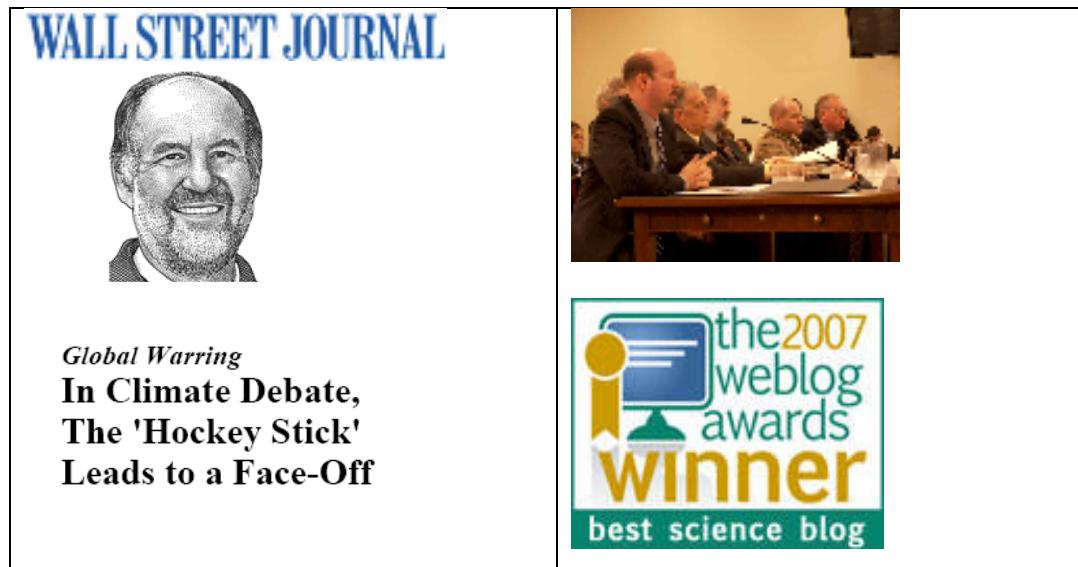 WALL STREET JOURNAL
Global Warring
In Climate Debate,
The 'Hockey Stick'
Leads to a Face-Off
the2007
weblog
awards
winner
best science blog